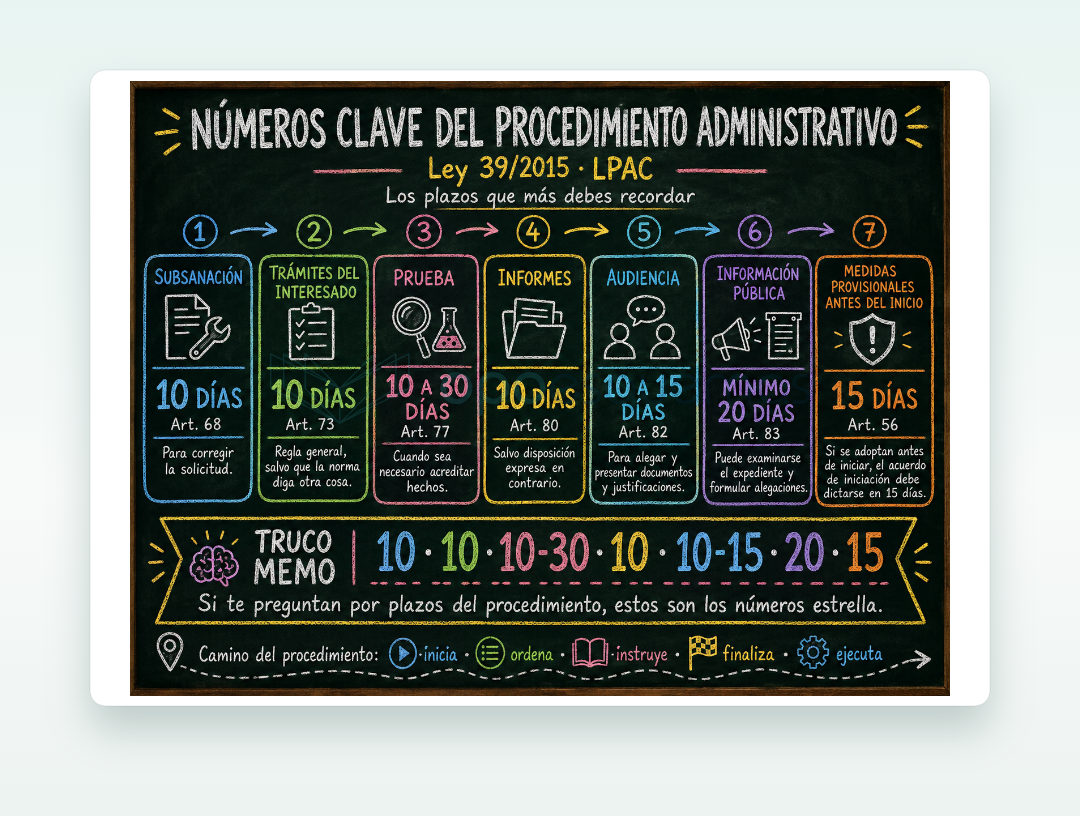 NÚMEROS CLAVE DEL PROCEDIMIENTO ADMINISTRATIVO
Ley 39/2015 · LPAC
Los plazos que más debes recordar
1
SUBSANACIÓN
10 DÍAS
Art. 68
Para corregir
la solicitud.
2
TRÁMITES DEL
INTERESADO
10 DÍAS
Art. 73
Regla general,
salvo que la norma
diga otra cosa.
3
PRUEBA
10 A 30
DÍAS
Art. 77
Cuando sea
necesario acreditar
hechos.
4
INFORMES
10 DÍAS
Art. 80
Salvo disposición
expresa en
contrario.
5
AUDIENCIA
10 A 15
DÍAS
Art. 82
Para alegar y
presentar documentos
y justificaciones.
6
INFORMACIÓN
PÚBLICA
MÍNIMO
20 DÍAS
Art. 83
Puede examinarse
el expediente y
formular alegaciones.
7
MEDIDAS
PROVISIONALES
ANTES DEL INICIO
15 DÍAS
Art. 56
Si se adoptan antes
de iniciar, el acuerdo
de iniciación debe
dictarse en 15 días.
TRUCO
MEMO
10 · 10 · 10-30 · 10 · 10-15 · 20 · 15
Si te preguntan por plazos del procedimiento, estos son los números estrella.
Camino del procedimiento: · inicia · ordena · instruye · finaliza · ejecuta